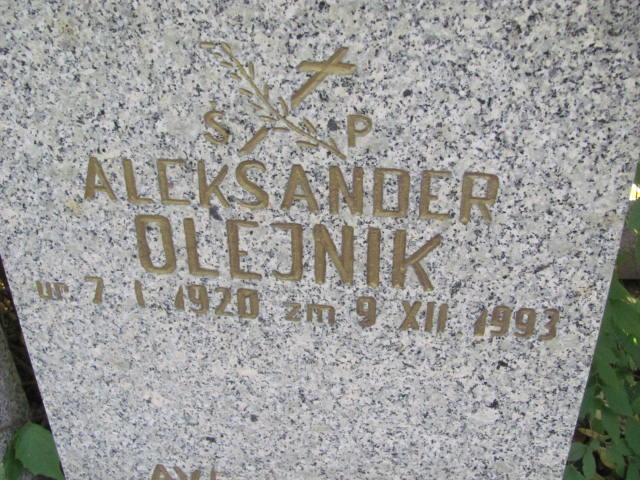 Ś P
ALEKSANDER
OLEJNIK
ur 7 I 1920 zm 9 XII 1993